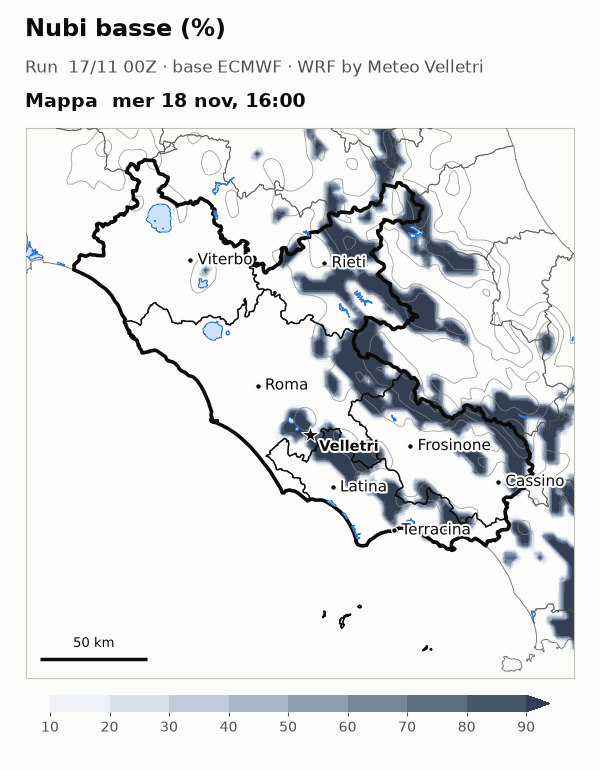 Nubi basse (%)
Run  17/11 00Z · base ECMWF · WRF by Meteo Velletri
Mappa  mer 18 nov, 16:00
Viterbo
Rieti
Roma
Velletri
Frosinone
Latina
Cassino
Terracina
50 km
10 20 30 40 50 60 70 80 90